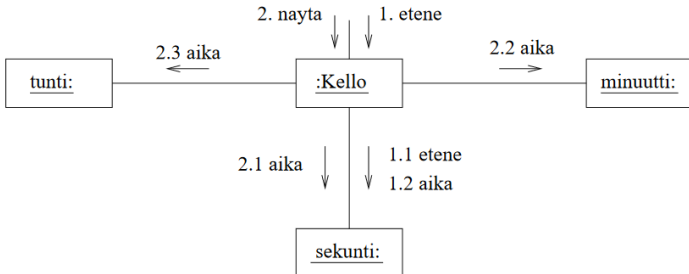 2. nayta
1. etene
2.3 aika
2.2 aika
tunti:
:Kello
minuutti:
2.1 aika
1.1 etene
1.2 aika
sekunti: